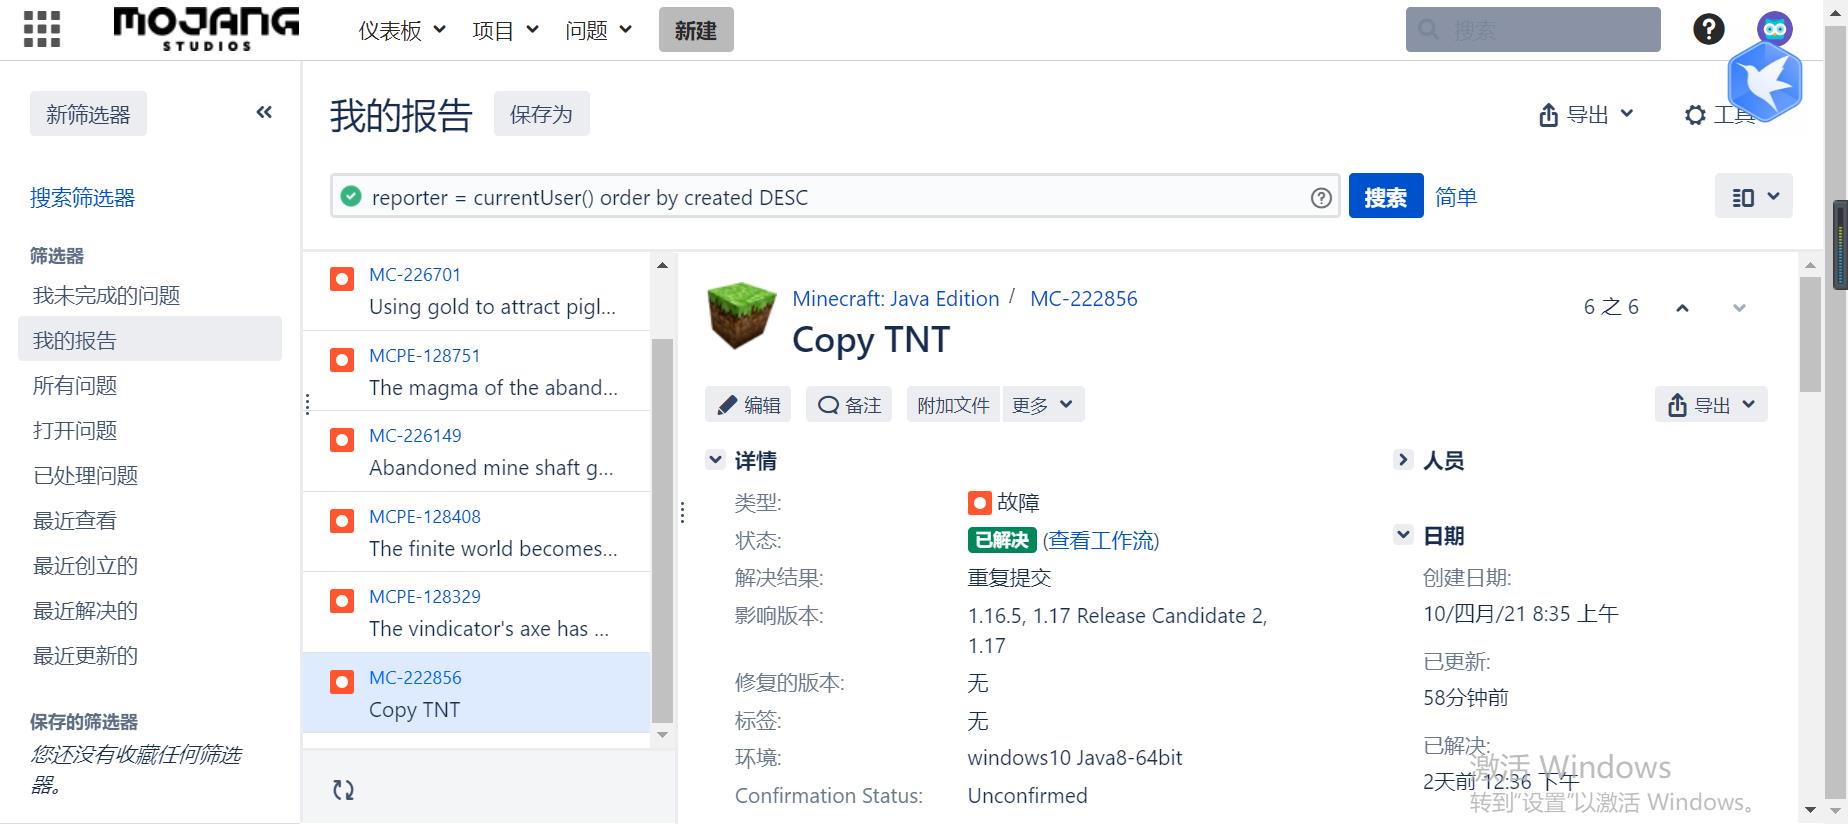 MOJANG
STUDIOS
仪表板
项目
问题
新建
搜索
新筛选器
搜索筛选器
筛选器
我未完成的问题
我的报告
所有问题
打开问题
已处理问题
最近查看
最近创立的
最近解决的
最近更新的
保存的筛选器
您还没有收藏任何筛选
器。
我的报告
保存为
导出
工具
reporter = currentUser() order by created DESC
搜索
简单
MC-226701
Using gold to attract pigl...
MCPE-128751
The magma of the aband...
MC-226149
Abandoned mine shaft g...
MCPE-128408
The finite world becomes...
MCPE-128329
The vindicator's axe has ...
MC-222856
Copy TNT
Minecraft: Java Edition / MC-222856
Copy TNT
6 之 6
编辑
备注
附加文件
更多
导出
详情
类型: 故障
状态: 已解决 (查看工作流)
解决结果: 重复提交
影响版本: 1.16.5, 1.17 Release Candidate 2,
1.17
修复的版本: 无
标签: 无
环境: windows10 Java8-64bit
Confirmation Status: Unconfirmed
人员
日期
创建日期:
10/四月/21 8:35 上午
已更新:
58分钟前
已解决:
2天前 12:36 下午
激活 Windows
转到"设置"以激活 Windows。